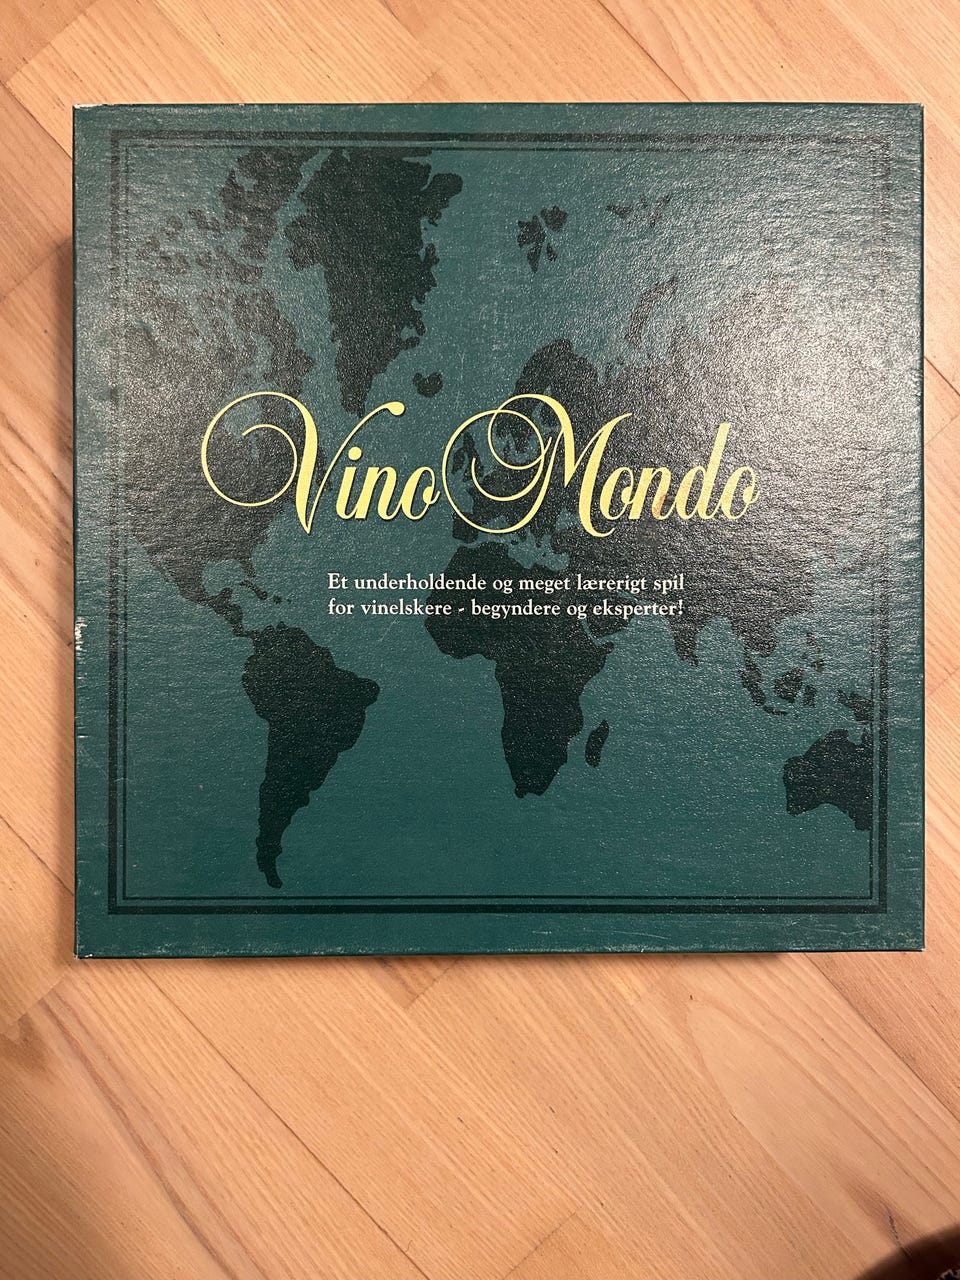 Vino Mondo
Et underholdende og meget lærerigt spil
for vinelskere - begyndere og eksperter!